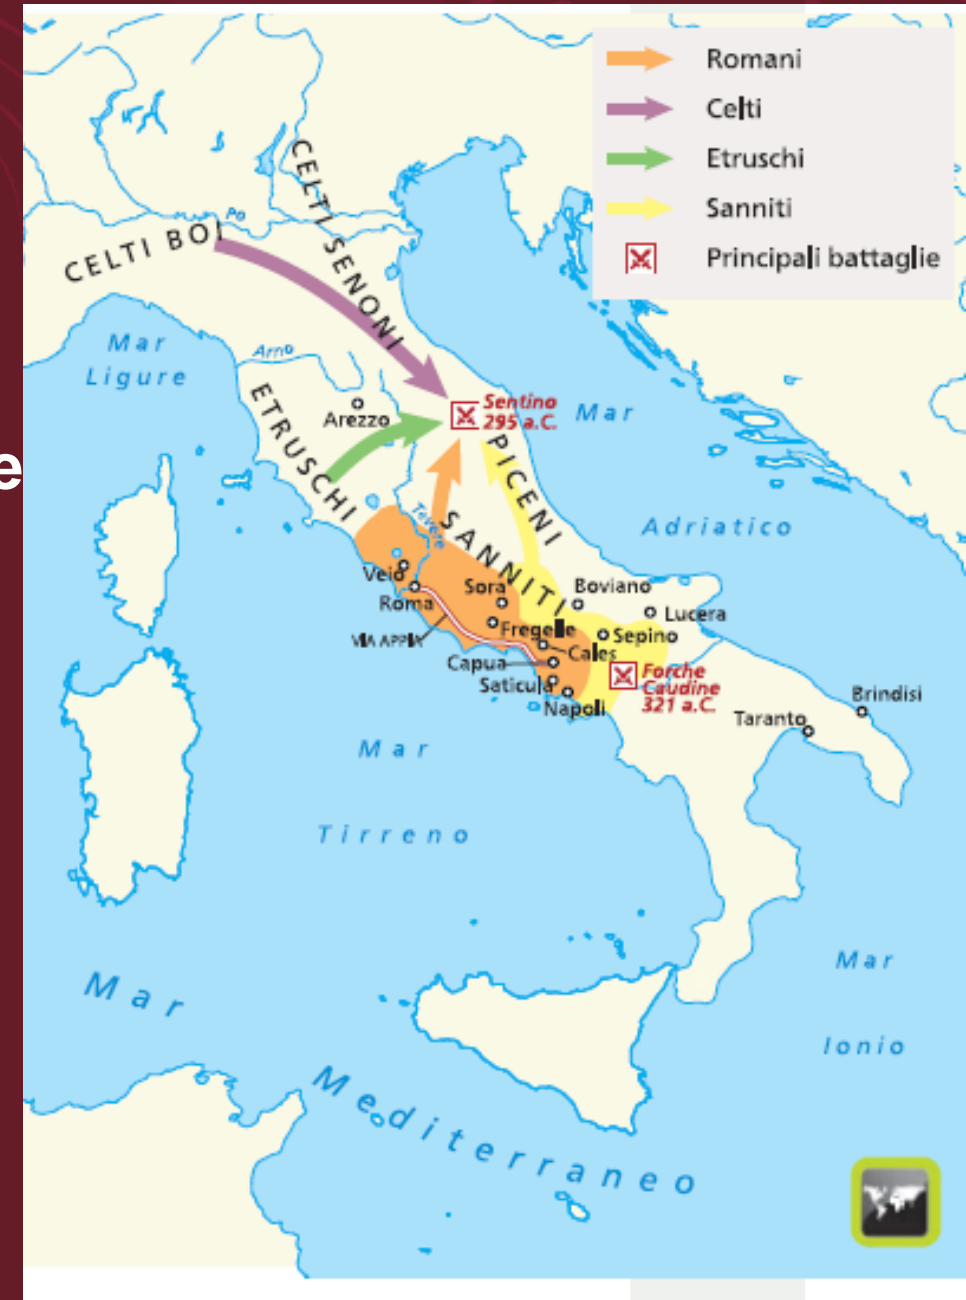 Romani
Celti
Etruschi
Sanniti
Principali battaglie
CELTI SENONI
Po
CELTI BOI
Mar
Ligure
Arno
ETRUSCHI
Arezzo
Sentino
295 a.C.
Mar
Adriatico
PICENI
e
Tevere
SANNITI
Veio
Roma
Sora
Boviano
Lucera
VIA APPIA
Fregelle
Sepino
Cales
Capua
Saticula
Napoli
Forche
Caudine
321 a.C.
Brindisi
Taranto
Mar
Tirreno
Mar
Ionio
Mar
Mediterraneo